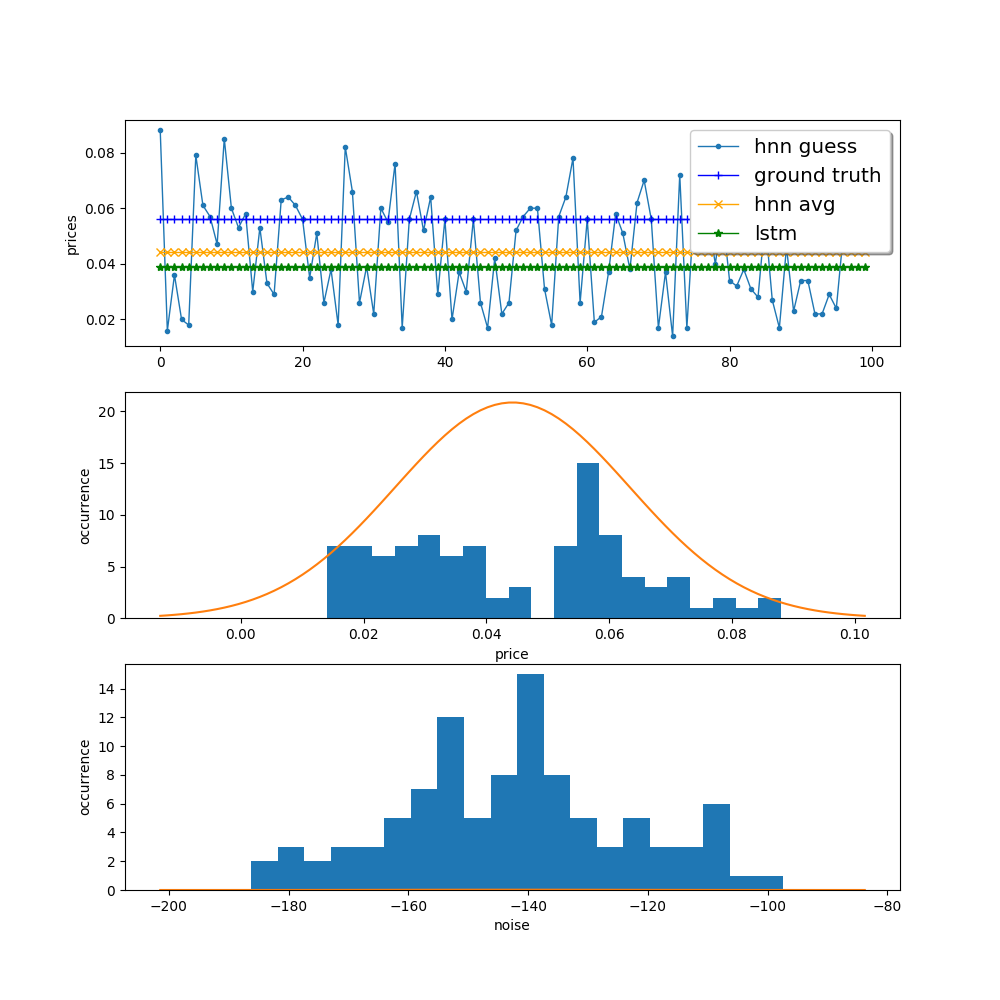 prices
0.08
0.06
0.04
0.02
hnn guess
ground truth
hnn avg
lstm
0 20 40 60 80 100
occurrence
20
15
10
5
0
0.00 0.02 0.04 0.06 0.08 0.10
price
occurrence
14
12
10
8
6
4
2
0
−200 −180 −160 −140 −120 −100 −80
noise